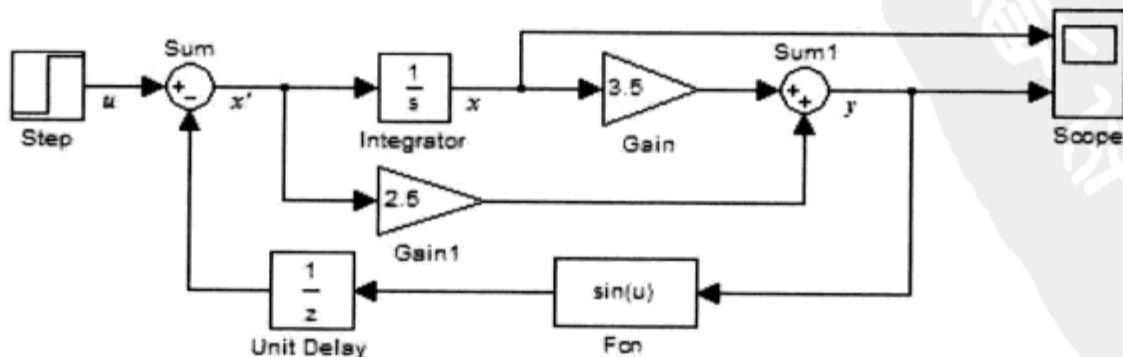 Sum
Sum1
Step
u
+
−
x'
1
s
Integrator
x
3.5
Gain
+
+
y
Scope
2.5
Gain1
1
z
Unit Delay
sin(u)
Fcn